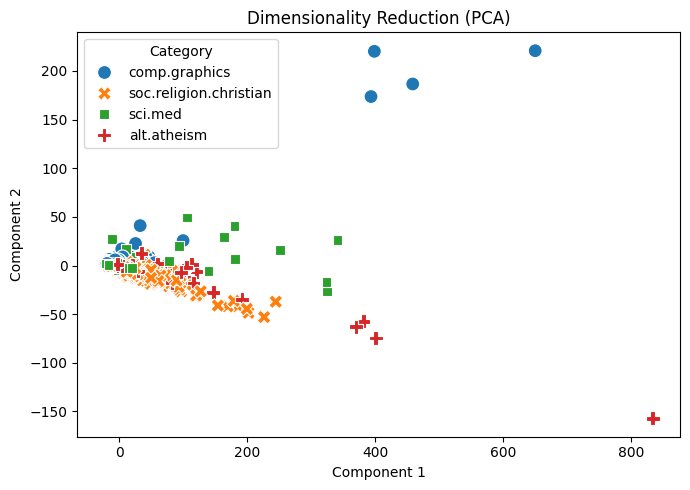 Dimensionality Reduction (PCA)
Category
comp.graphics
soc.religion.christian
sci.med
alt.atheism
Component 2
200
150
100
50
0
−50
−100
−150
0 200 400 600 800
Component 1